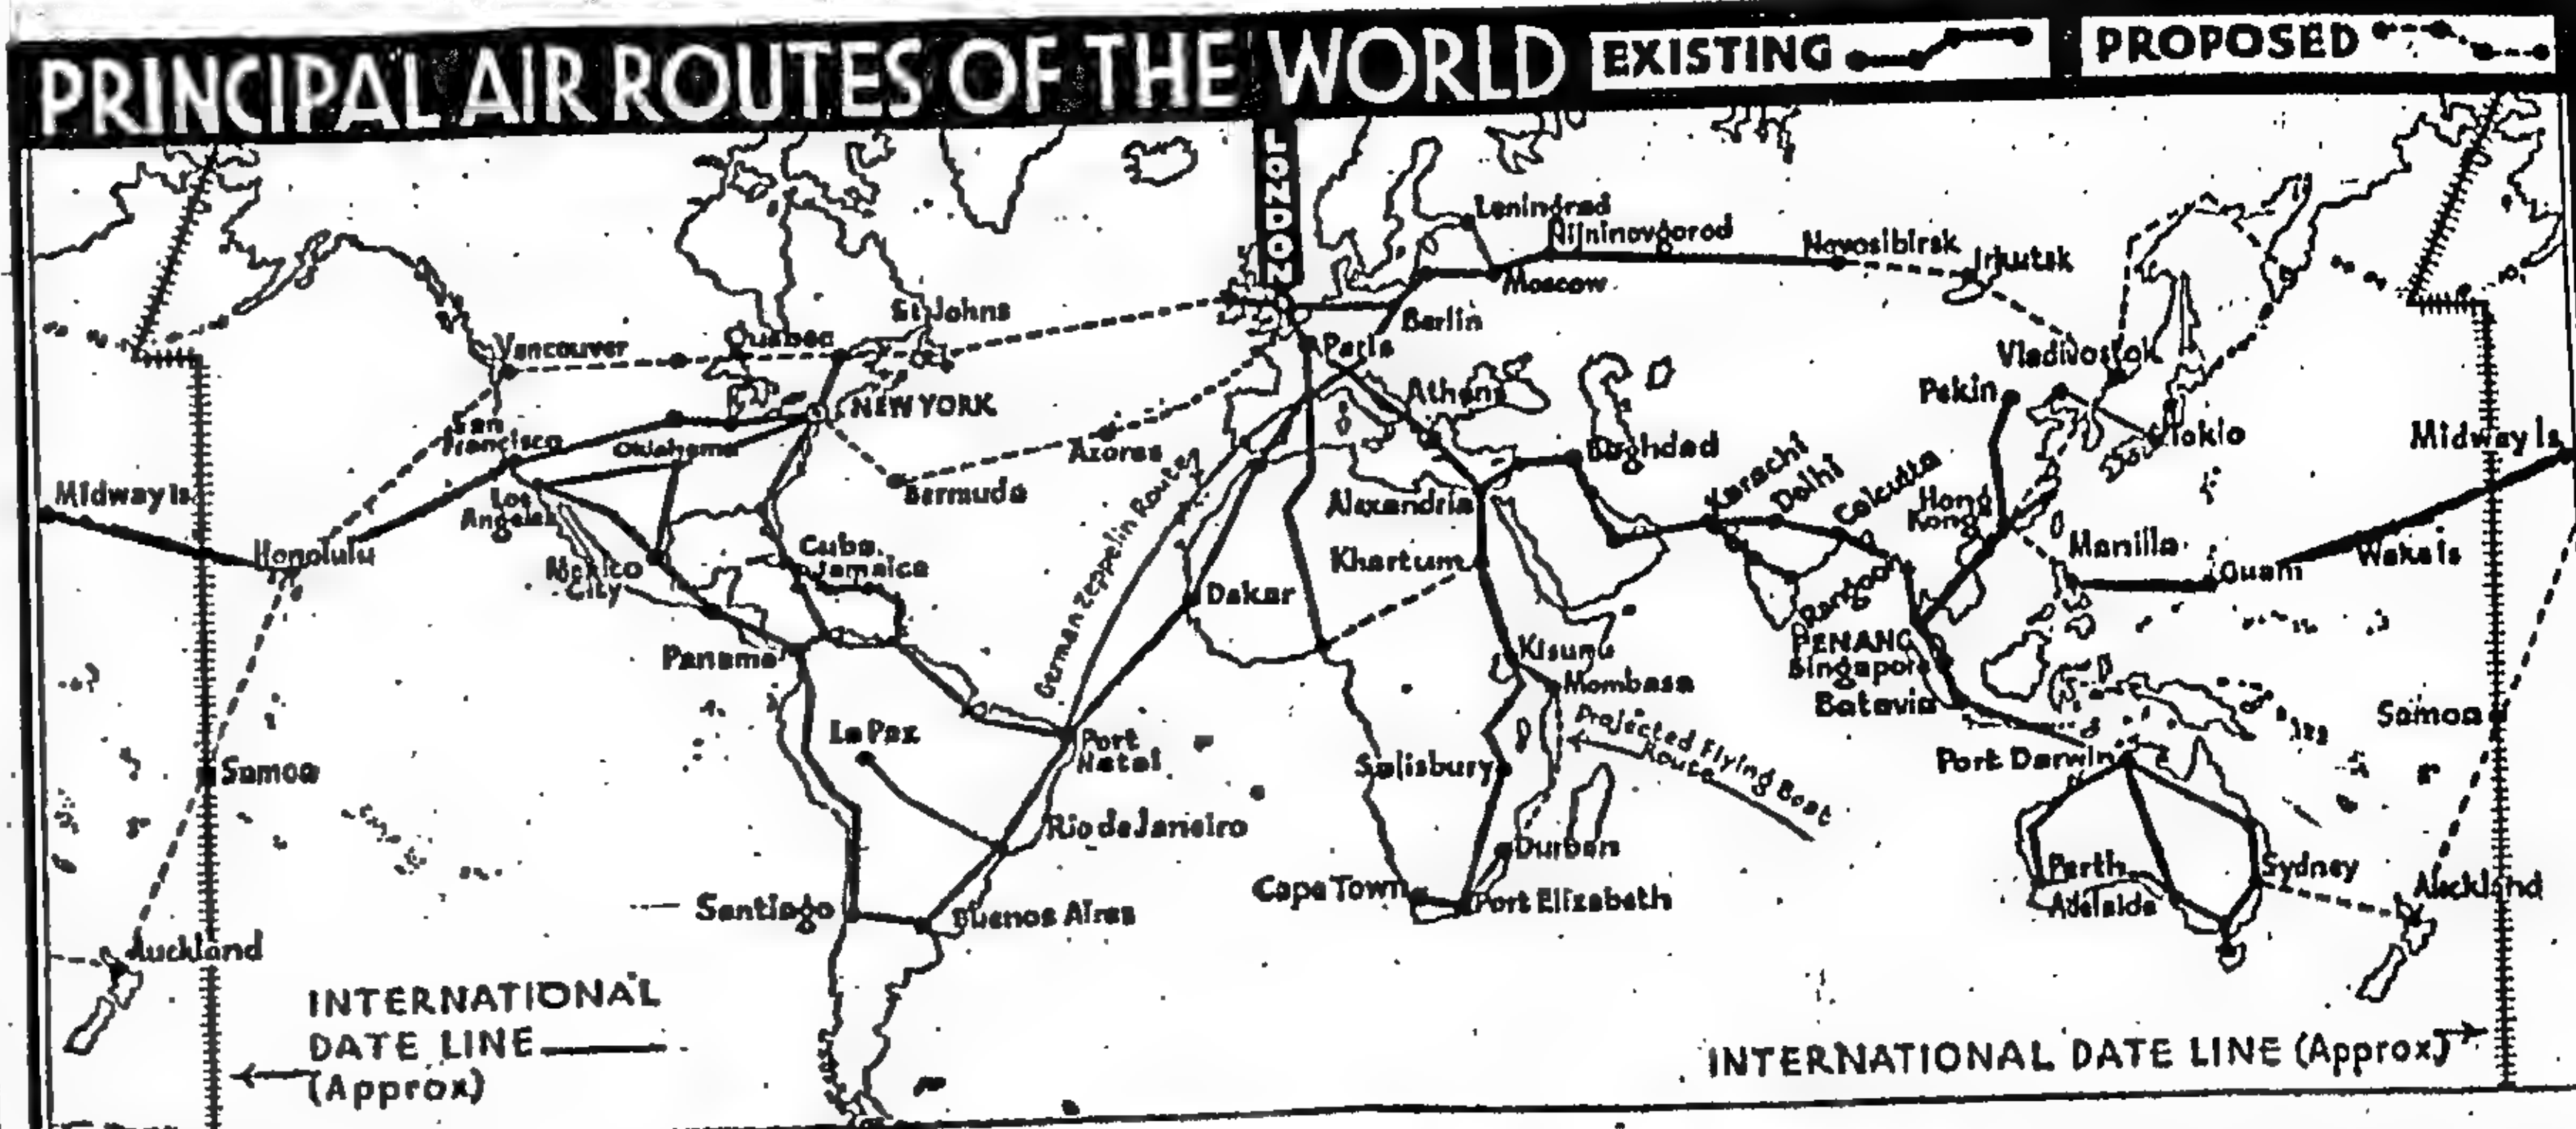 PRINCIPAL AIR ROUTES OF THE WORLD
EXISTING
PROPOSED
LONDON
Leningrad
Nijninovgorod
Novosibirsk
Irkutsk
Moscow
Berlin
Paris
Athens
Vladivostok
Pekin
Tokio
St Johns
Quebec
Vancouver
NEW YORK
San
Francisco
Oklahoma
Los
Angeles
Azores
Bermuda
Midway Is.
Honolulu
Mexico
City
Cuba.
Jamaica
Panama
German Zeppelin Route
Dakar
Alexandria
Khartum
Baghdad
Karachi
Delhi
Calcutta
Hong
Kong
Rangoon
Manilla
Guam
Wake Is
Midway Is.
PENANG
Singapore
Batavia
Kisumu
Mombasa
Projected Flying Boat
Route
Salisbury
Durban
Cape Town
Port Elizabeth
La Paz
Port
Natal
Rio de Janeiro
Santiago
Buenos Aires
Samoa
Auckland
Port Darwin
Perth
Adelaide
Sydney
Samoa
Auckland
INTERNATIONAL
DATE LINE
(Approx)
INTERNATIONAL DATE LINE (Approx)